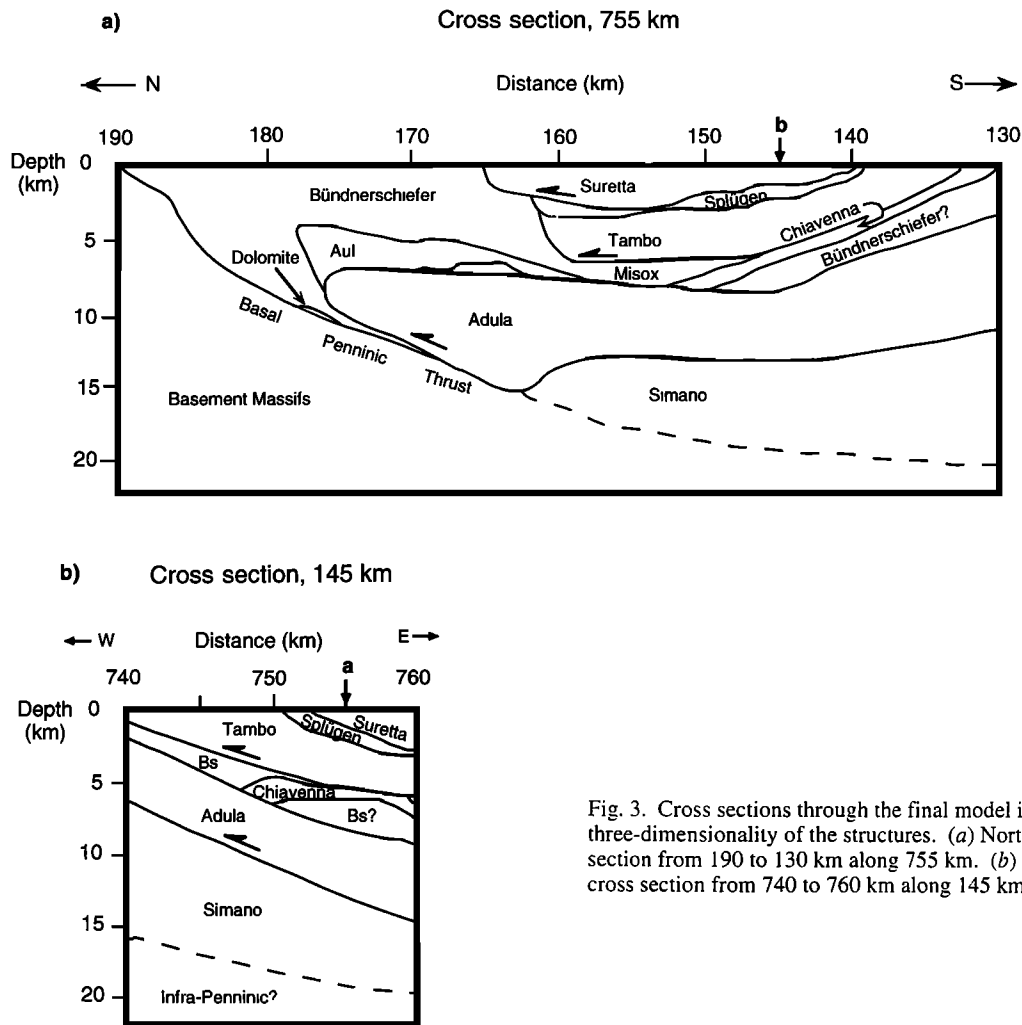 a)
Cross section, 755 km
N
Distance (km)
S
b
190 180 170 160 150 140 130
Depth
(km)
0
5
10
15
20
Bündnerschiefer
Suretta
Splügen
Tambo
Chiavenna
Bündnerschiefer?
Aul
Misox
Dolomite
Adula
Basal
Penninic
Thrust
Basement Massifs
Simano
b)
Cross section, 145 km
W
Distance (km)
E
a
740 750 760
Depth
(km)
0
5
10
15
20
Tambo
Splügen
Suretta
Bs
Chiavenna
Bs?
Adula
Simano
Infra-Penninic?
Fig. 3. Cross sections through the final model i
three-dimensionality of the structures. (a) Nort
section from 190 to 130 km along 755 km. (b)
cross section from 740 to 760 km along 145 km